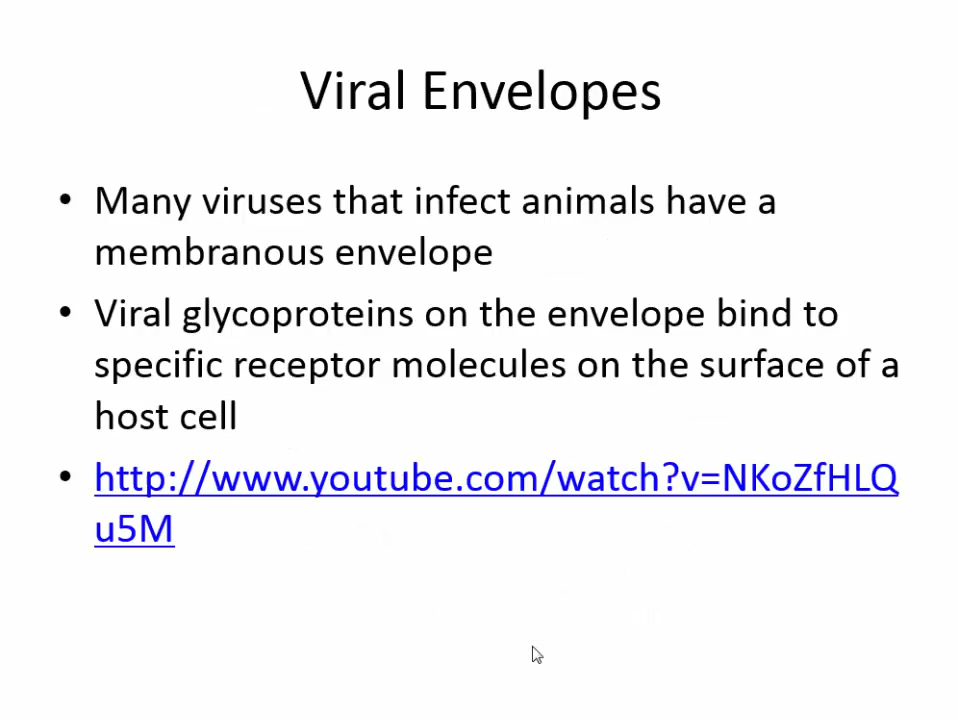 Viral Envelopes
• Many viruses that infect animals have a
membranous envelope
• Viral glycoproteins on the envelope bind to
specific receptor molecules on the surface of a
host cell
• http://www.youtube.com/watch?v=NKoZfHLQ
u5M